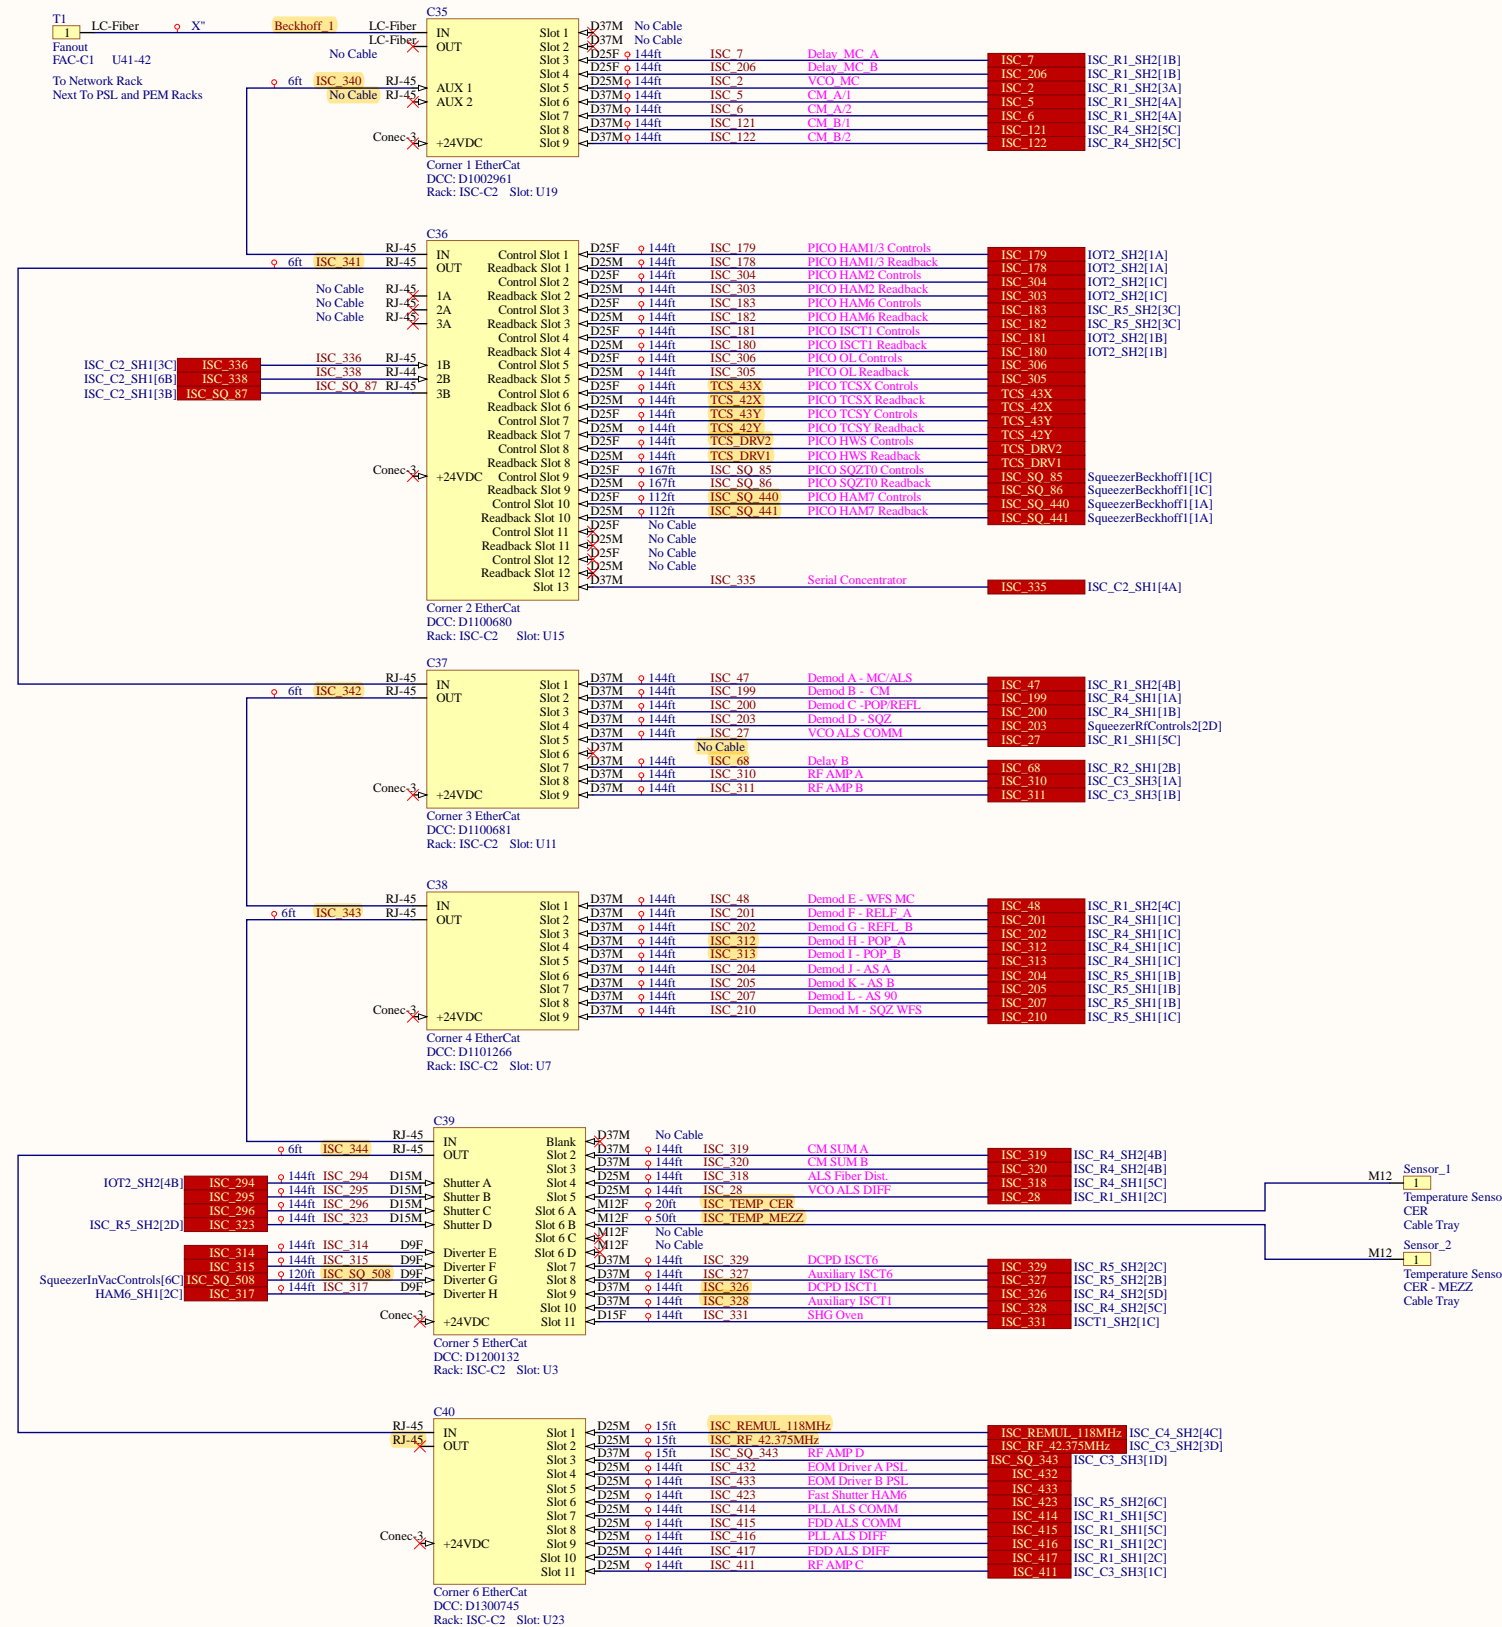 T1
1 LC-Fiber X" Beckhoff_1 LC-Fiber
Fanout
FAC-C1 U41-42
To Network Rack
Next To PSL and PEM Racks
LC-Fiber
No Cable
6ft ISC_340 RJ-45
No Cable RJ-45
Conec-3
C35
IN Slot 1 D37M No Cable
OUT Slot 2 D37M No Cable
Slot 3 D25F 144ft ISC_7 Delay_MC_A ISC_7 ISC_R1_SH2[1B]
Slot 4 D25F 144ft ISC_206 Delay_MC_B ISC_206 ISC_R1_SH2[1B]
AUX 1 Slot 5 D25M 144ft ISC_2 VCO_MC ISC_2 ISC_R1_SH2[3A]
AUX 2 Slot 6 D37M 144ft ISC_5 CM_A/1 ISC_5 ISC_R1_SH2[4A]
Slot 7 D37M 144ft ISC_6 CM_A/2 ISC_6 ISC_R1_SH2[4A]
Slot 8 D37M 144ft ISC_121 CM_B/1 ISC_121 ISC_R4_SH2[5C]
+24VDC Slot 9 D37M 144ft ISC_122 CM_B/2 ISC_122 ISC_R4_SH2[5C]
Corner 1 EtherCat
DCC: D1002961
Rack: ISC-C2 Slot: U19
C36
RJ-45 IN Control Slot 1 D25F 144ft ISC_179 PICO HAM1/3 Controls ISC_179 IOT2_SH2[1A]
6ft ISC_341 RJ-45 OUT Readback Slot 1 D25M 144ft ISC_178 PICO HAM1/3 Readback ISC_178 IOT2_SH2[1A]
Control Slot 2 D25F 144ft ISC_304 PICO HAM2 Controls ISC_304 IOT2_SH2[1C]
No Cable RJ-45 1A Readback Slot 2 D25M 144ft ISC_303 PICO HAM2 Readback ISC_303 IOT2_SH2[1C]
No Cable RJ-45 2A Control Slot 3 D25F 144ft ISC_183 PICO HAM6 Controls ISC_183 ISC_R5_SH2[3C]
No Cable RJ-45 3A Readback Slot 3 D25M 144ft ISC_182 PICO HAM6 Readback ISC_182 ISC_R5_SH2[3C]
Control Slot 4 D25F 144ft ISC_181 PICO ISCT1 Controls ISC_181 IOT2_SH2[1B]
Readback Slot 4 D25M 144ft ISC_180 PICO ISCT1 Readback ISC_180 IOT2_SH2[1B]
ISC_C2_SH1[3C] ISC_336 ISC_336 RJ-45 1B Control Slot 5 D25F 144ft ISC_306 PICO OL Controls ISC_306
ISC_C2_SH1[6B] ISC_338 ISC_338 RJ-44 2B Readback Slot 5 D25M 144ft ISC_305 PICO OL Readback ISC_305
ISC_C2_SH1[3B] ISC_SQ_87 ISC_SQ_87 RJ-45 3B Control Slot 6 D25F 144ft TCS_43X PICO TCSX Controls TCS_43X
Readback Slot 6 D25M 144ft TCS_42X PICO TCSX Readback TCS_42X
Control Slot 7 D25F 144ft TCS_43Y PICO TCSY Controls TCS_43Y
Readback Slot 7 D25M 144ft TCS_42Y PICO TCSY Readback TCS_42Y
Control Slot 8 D25F 144ft TCS_DRV2 PICO HWS Controls TCS_DRV2
Readback Slot 8 D25M 144ft TCS_DRV1 PICO HWS Readback TCS_DRV1
Conec-3 +24VDC Control Slot 9 D25F 167ft ISC_SQ_85 PICO SQZT0 Controls ISC_SQ_85 SqueezerBeckhoff1[1C]
Readback Slot 9 D25M 167ft ISC_SQ_86 PICO SQZT0 Readback ISC_SQ_86 SqueezerBeckhoff1[1C]
Control Slot 10 D25F 112ft ISC_SQ_440 PICO HAM7 Controls ISC_SQ_440 SqueezerBeckhoff1[1A]
Readback Slot 10 D25M 112ft ISC_SQ_441 PICO HAM7 Readback ISC_SQ_441 SqueezerBeckhoff1[1A]
Control Slot 11 D25F No Cable
Readback Slot 11 D25M No Cable
Control Slot 12 D25F No Cable
Readback Slot 12 D25M No Cable
Slot 13 D37M ISC_335 Serial Concentrator ISC_335 ISC_C2_SH1[4A]
Corner 2 EtherCat
DCC: D1100680
Rack: ISC-C2 Slot: U15
C37
RJ-45 IN Slot 1 D37M 144ft ISC_47 Demod A - MC/ALS ISC_47 ISC_R1_SH2[4B]
6ft ISC_342 RJ-45 OUT Slot 2 D37M 144ft ISC_199 Demod B - CM ISC_199 ISC_R4_SH1[1A]
Slot 3 D37M 144ft ISC_200 Demod C -POP/REFL ISC_200 ISC_R4_SH1[1B]
Slot 4 D37M 144ft ISC_203 Demod D - SQZ ISC_203 SqueezerRfControls2[2D]
Slot 5 D37M 144ft ISC_27 VCO ALS COMM ISC_27 ISC_R1_SH1[5C]
Slot 6 D37M No Cable
Slot 7 D37M 144ft ISC_68 Delay B ISC_68 ISC_R2_SH1[2B]
Slot 8 D37M 144ft ISC_310 RF AMP A ISC_310 ISC_C3_SH3[1A]
Conec-3 +24VDC Slot 9 D37M 144ft ISC_311 RF AMP B ISC_311 ISC_C3_SH3[1B]
Corner 3 EtherCat
DCC: D1100681
Rack: ISC-C2 Slot: U11
C38
RJ-45 IN Slot 1 D37M 144ft ISC_48 Demod E - WFS MC ISC_48 ISC_R1_SH2[4C]
6ft ISC_343 RJ-45 OUT Slot 2 D37M 144ft ISC_201 Demod F - RELF_A ISC_201 ISC_R4_SH1[1C]
Slot 3 D37M 144ft ISC_202 Demod G - REFL_B ISC_202 ISC_R4_SH1[1C]
Slot 4 D37M 144ft ISC_312 Demod H - POP_A ISC_312 ISC_R4_SH1[1C]
Slot 5 D37M 144ft ISC_313 Demod I - POP_B ISC_313 ISC_R4_SH1[1C]
Slot 6 D37M 144ft ISC_204 Demod J - AS A ISC_204 ISC_R5_SH1[1B]
Slot 7 D37M 144ft ISC_205 Demod K - AS B ISC_205 ISC_R5_SH1[1B]
Slot 8 D37M 144ft ISC_207 Demod L - AS 90 ISC_207 ISC_R5_SH1[1B]
Conec-3 +24VDC Slot 9 D37M 144ft ISC_210 Demod M - SQZ WFS ISC_210 ISC_R5_SH1[1C]
Corner 4 EtherCat
DCC: D1101266
Rack: ISC-C2 Slot: U7
C39
RJ-45 IN Blank D37M No Cable
6ft ISC_344 RJ-45 OUT Slot 2 D37M 144ft ISC_319 CM SUM A ISC_319 ISC_R4_SH2[4B]
Slot 3 D37M 144ft ISC_320 CM SUM B ISC_320 ISC_R4_SH2[4B]
IOT2_SH2[4B] ISC_294 144ft ISC_294 D15M Shutter A Slot 4 D25M 144ft ISC_318 ALS Fiber Dist. ISC_318 ISC_R4_SH1[5C]
ISC_295 144ft ISC_295 D15M Shutter B Slot 5 D25M 144ft ISC_28 VCO ALS DIFF ISC_28 ISC_R1_SH1[2C]
ISC_296 144ft ISC_296 D15M Shutter C Slot 6 A M12F 20ft ISC_TEMP_CER
ISC_R5_SH2[2D] ISC_323 144ft ISC_323 D15M Shutter D Slot 6 B M12F 50ft ISC_TEMP_MEZZ
Slot 6 C M12F No Cable
ISC_314 144ft ISC_314 D9F Diverter E Slot 6 D M12F No Cable
ISC_315 144ft ISC_315 D9F Diverter F Slot 7 D37M 144ft ISC_329 DCPD ISCT6 ISC_329 ISC_R5_SH2[2C]
SqueezerInVacControls[6C] ISC_SQ_508 120ft ISC_SQ_508 D9F Diverter G Slot 8 D37M 144ft ISC_327 Auxiliary ISCT6 ISC_327 ISC_R5_SH2[2B]
HAM6_SH1[2C] ISC_317 144ft ISC_317 D9F Diverter H Slot 9 D37M 144ft ISC_326 DCPD ISCT1 ISC_326 ISC_R4_SH2[5D]
Slot 10 D37M 144ft ISC_328 Auxiliary ISCT1 ISC_328 ISC_R4_SH2[5C]
Conec-3 +24VDC Slot 11 D15F 144ft ISC_331 SHG Oven ISC_331 ISCT1_SH2[1C]
M12 Sensor_1
1
Temperature Senso
CER
Cable Tray
M12 Sensor_2
1
Temperature Senso
CER - MEZZ
Cable Tray
Corner 5 EtherCat
DCC: D1200132
Rack: ISC-C2 Slot: U3
C40
RJ-45 IN Slot 1 D25M 15ft ISC_REMUL_118MHz ISC_REMUL_118MHz ISC_C4_SH2[4C]
RJ-45 OUT Slot 2 D25M 15ft ISC_RF_42.375MHz ISC_RF_42.375MHz ISC_C3_SH2[3D]
Slot 3 D37M 15ft ISC_SQ_343 RF AMP D ISC_SQ_343 ISC_C3_SH3[1D]
Slot 4 D25M 144ft ISC_432 EOM Driver A PSL ISC_432
Slot 5 D25M 144ft ISC_433 EOM Driver B PSL ISC_433
Slot 6 D25M 144ft ISC_423 Fast Shutter HAM6 ISC_423 ISC_R5_SH2[6C]
Slot 7 D25M 144ft ISC_414 PLL ALS COMM ISC_414 ISC_R1_SH1[5C]
Slot 8 D25M 144ft ISC_415 FDD ALS COMM ISC_415 ISC_R1_SH1[5C]
Conec-3 +24VDC Slot 9 D25M 144ft ISC_416 PLL ALS DIFF ISC_416 ISC_R1_SH1[2C]
Slot 10 D25M 144ft ISC_417 FDD ALS DIFF ISC_417 ISC_R1_SH1[2C]
Slot 11 D25M 144ft ISC_411 RF AMP C ISC_411 ISC_C3_SH3[1C]
Corner 6 EtherCat
DCC: D1300745
Rack: ISC-C2 Slot: U23